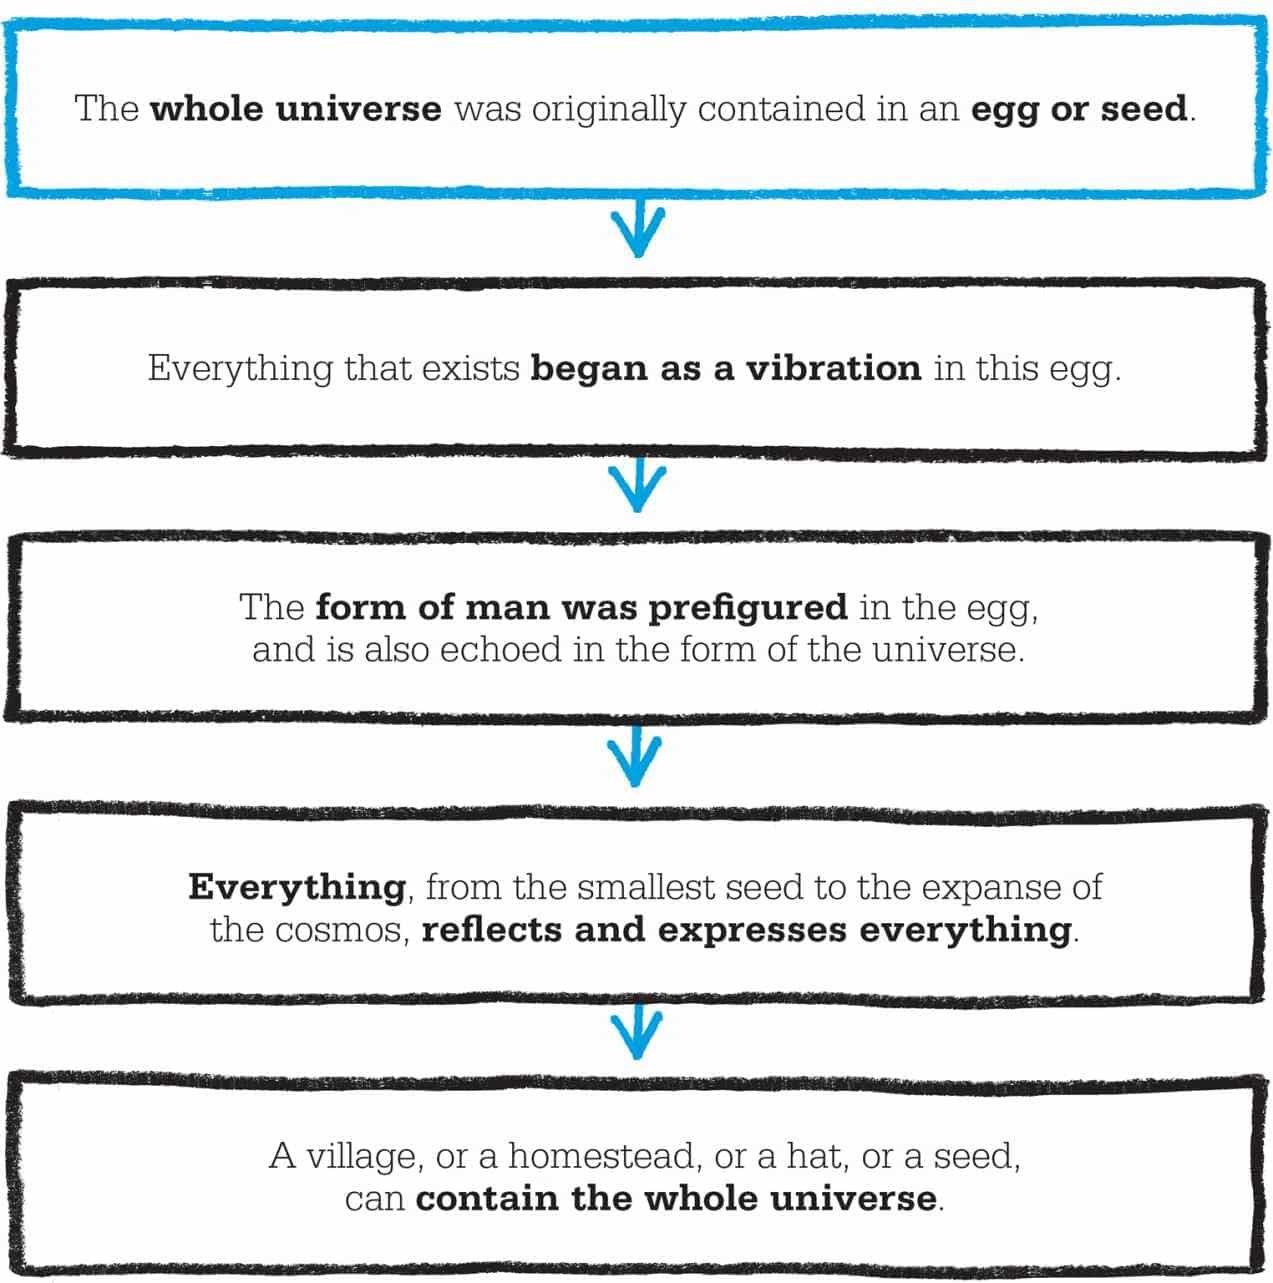 The whole universe was originally contained in an egg or seed.
Everything that exists began as a vibration in this egg.
The form of man was prefigured in the egg,
and is also echoed in the form of the universe.
Everything, from the smallest seed to the expanse of
the cosmos, reflects and expresses everything.
A village, or a homestead, or a hat, or a seed,
can contain the whole universe.